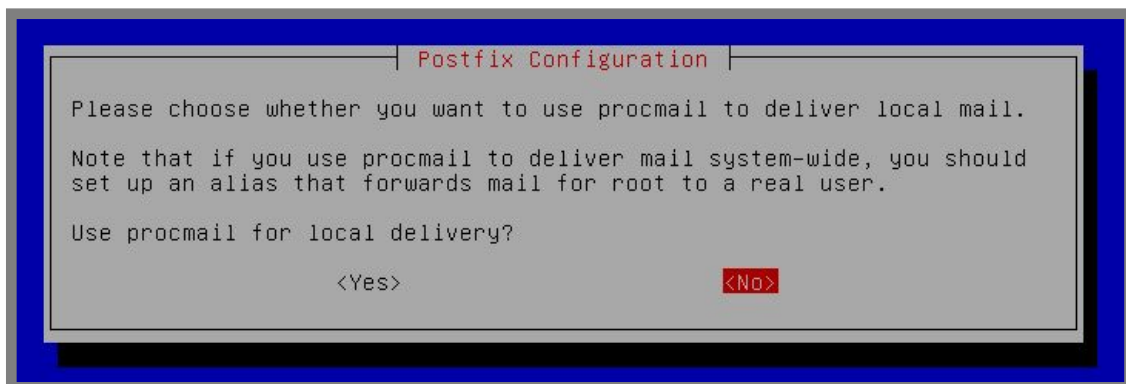 Postfix Configuration
Please choose whether you want to use procmail to deliver local mail.
Note that if you use procmail to deliver mail system-wide, you should
set up an alias that forwards mail for root to a real user.
Use procmail for local delivery?
<Yes> <No>